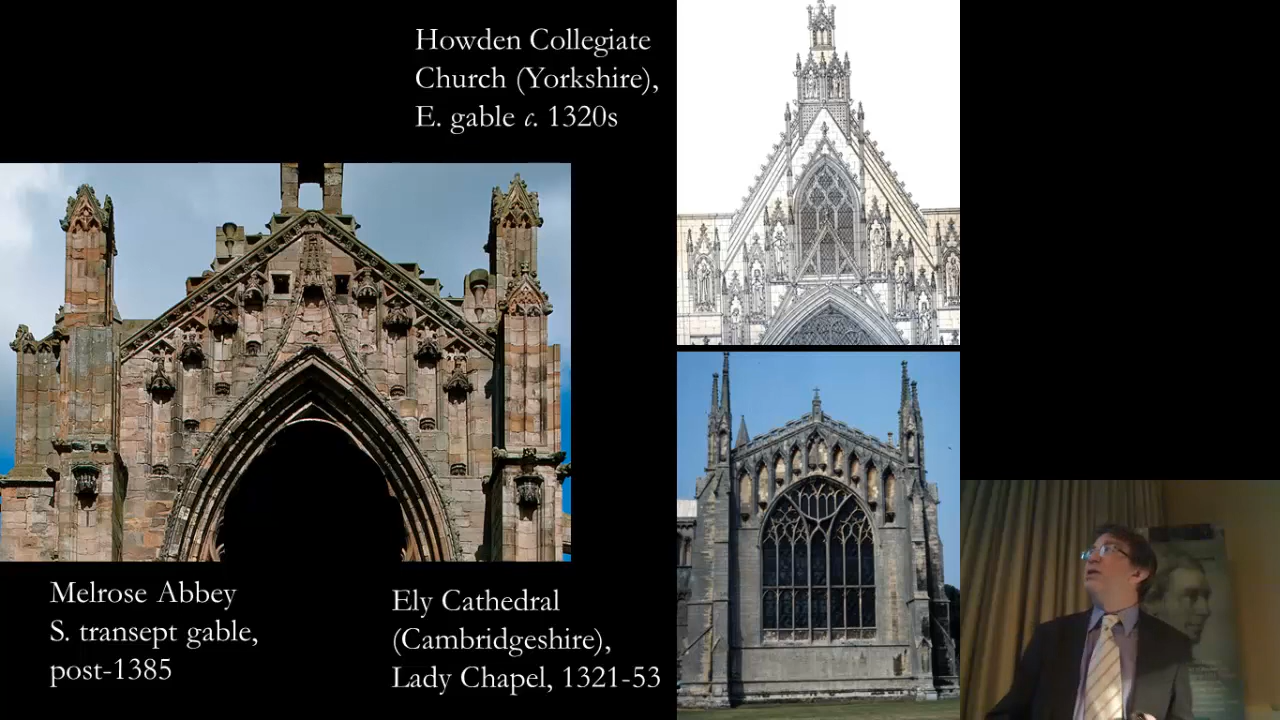 Howden Collegiate
Church (Yorkshire),
E. gable c. 1320s
Melrose Abbey
S. transept gable,
post-1385
Ely Cathedral
(Cambridgeshire),
Lady Chapel, 1321-53